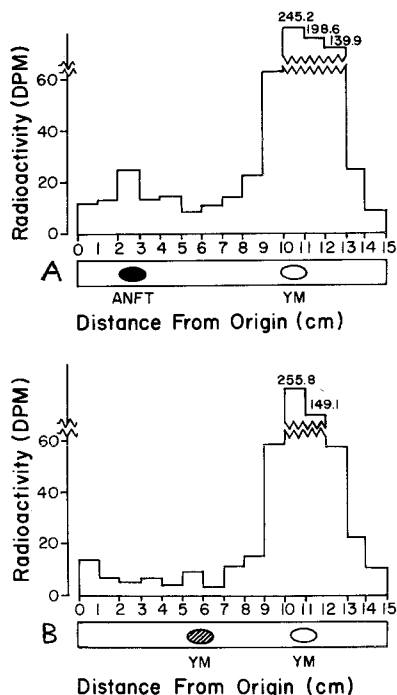 245.2
198.6
139.9
Radioactivity (DPM)
60
40
20
0
0 1 2 3 4 5 6 7 8 9 10 11 12 13 14 15
A
ANFT YM
Distance From Origin (cm)
255.8
149.1
Radioactivity (DPM)
60
40
20
0
0 1 2 3 4 5 6 7 8 9 10 11 12 13 14 15
B
YM YM
Distance From Origin (cm)